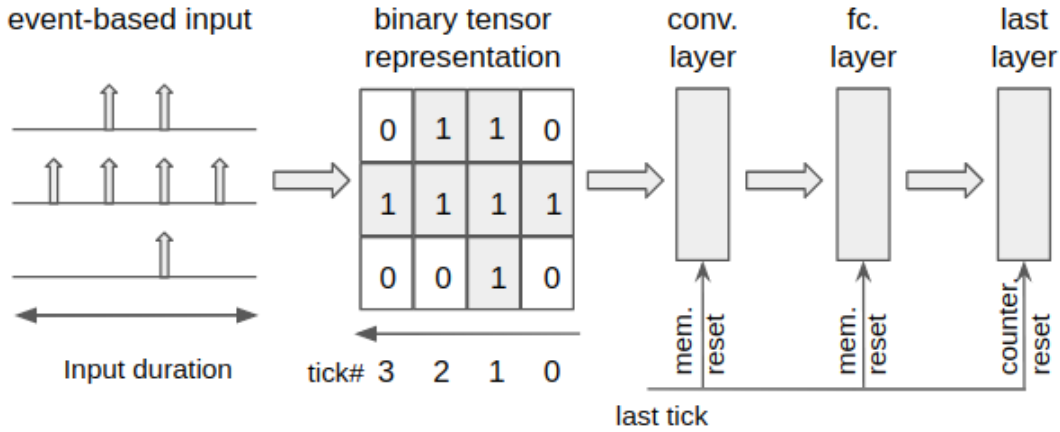 event-based input
binary tensor
representation
conv.
layer
fc.
layer
last
layer
0 1 1 0
1 1 1 1
0 0 1 0
Input duration
tick# 3 2 1 0
mem.
reset
mem.
reset
counter.
reset
last tick